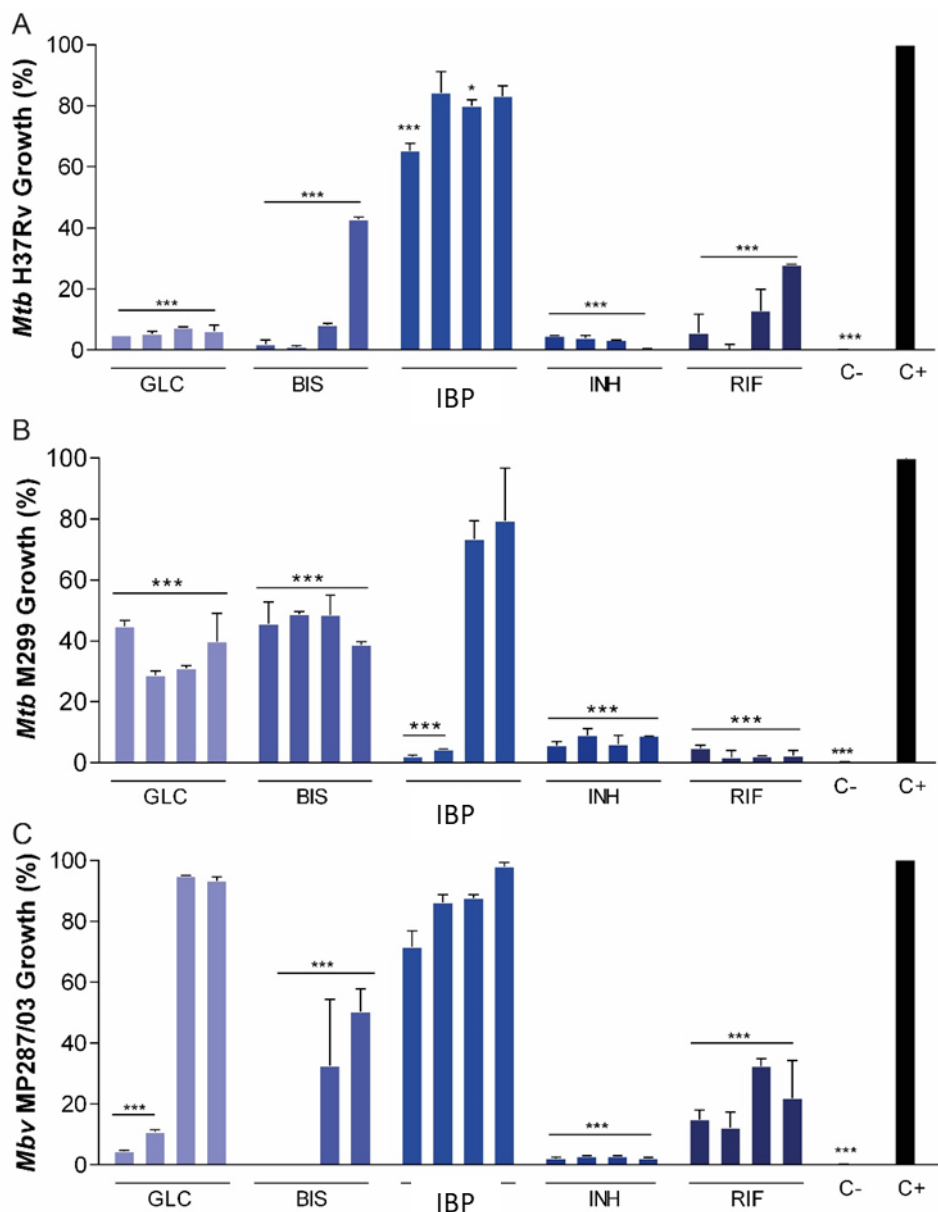 A
Mtb H37Rv Growth (%)
100
80
60
40
20
0
***
***
***
*
***
***
***
GLC
BIS
IBP
INH
RIF
C-
C+
B
Mtb M299 Growth (%)
100
80
60
40
20
0
***
***
***
***
***
***
GLC
BIS
IBP
INH
RIF
C-
C+
C
Mbv MP287/03 Growth (%)
100
80
60
40
20
0
***
***
***
***
***
GLC
BIS
IBP
INH
RIF
C-
C+